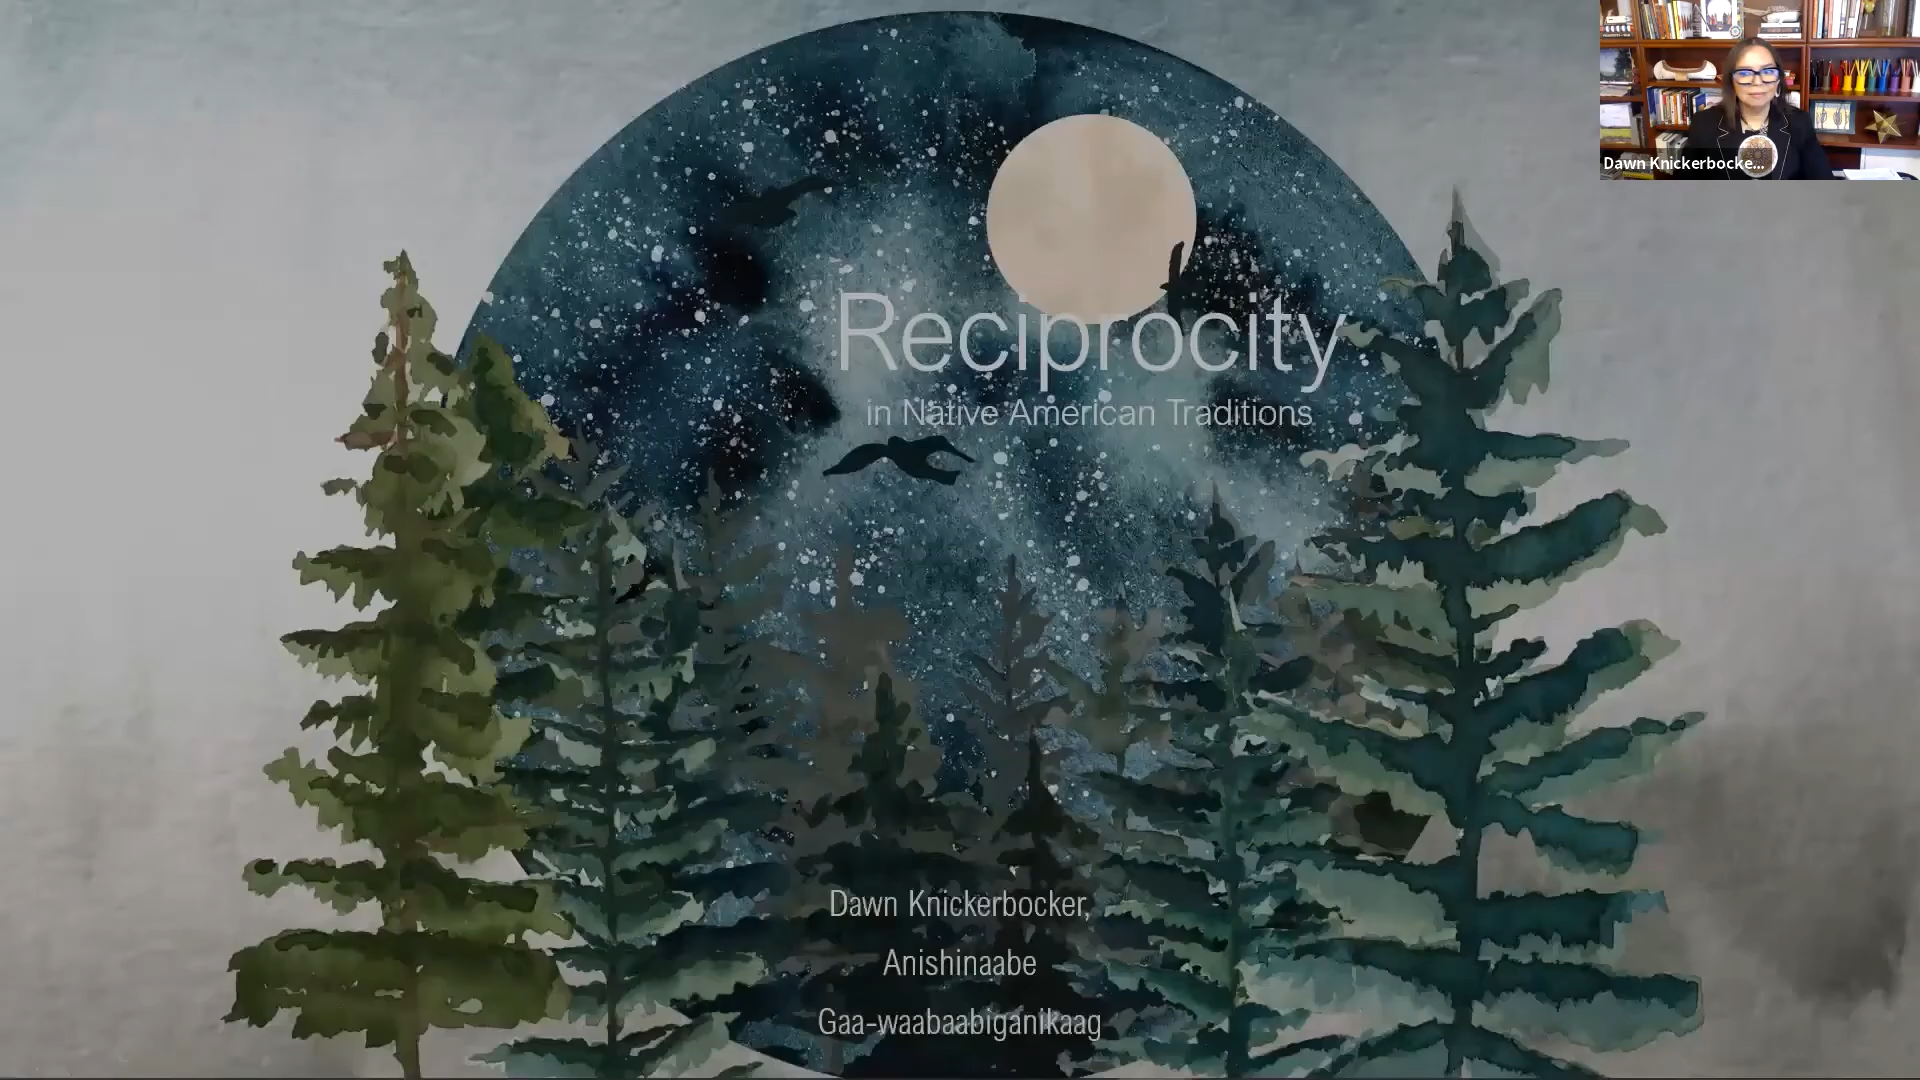 Reciprocity
in Native American Traditions
Dawn Knickerbocker,
Anishinaabe
Gaa-waabaabiganikaag
Dawn Knickerbocke...